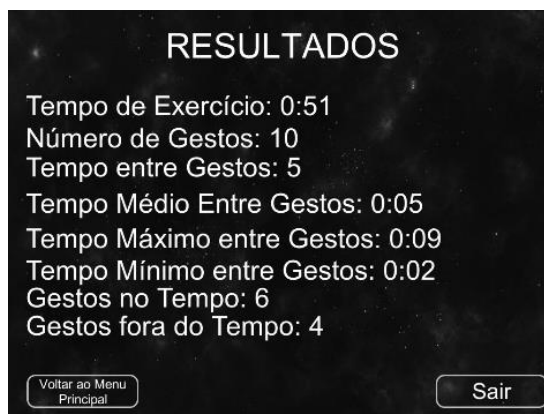 RESULTADOS
Tempo de Exercício: 0:51
Número de Gestos: 10
Tempo entre Gestos: 5
Tempo Médio Entre Gestos: 0:05
Tempo Máximo entre Gestos: 0:09
Tempo Mínimo entre Gestos: 0:02
Gestos no Tempo: 6
Gestos fora do Tempo: 4
Voltar ao Menu
Principal
Sair